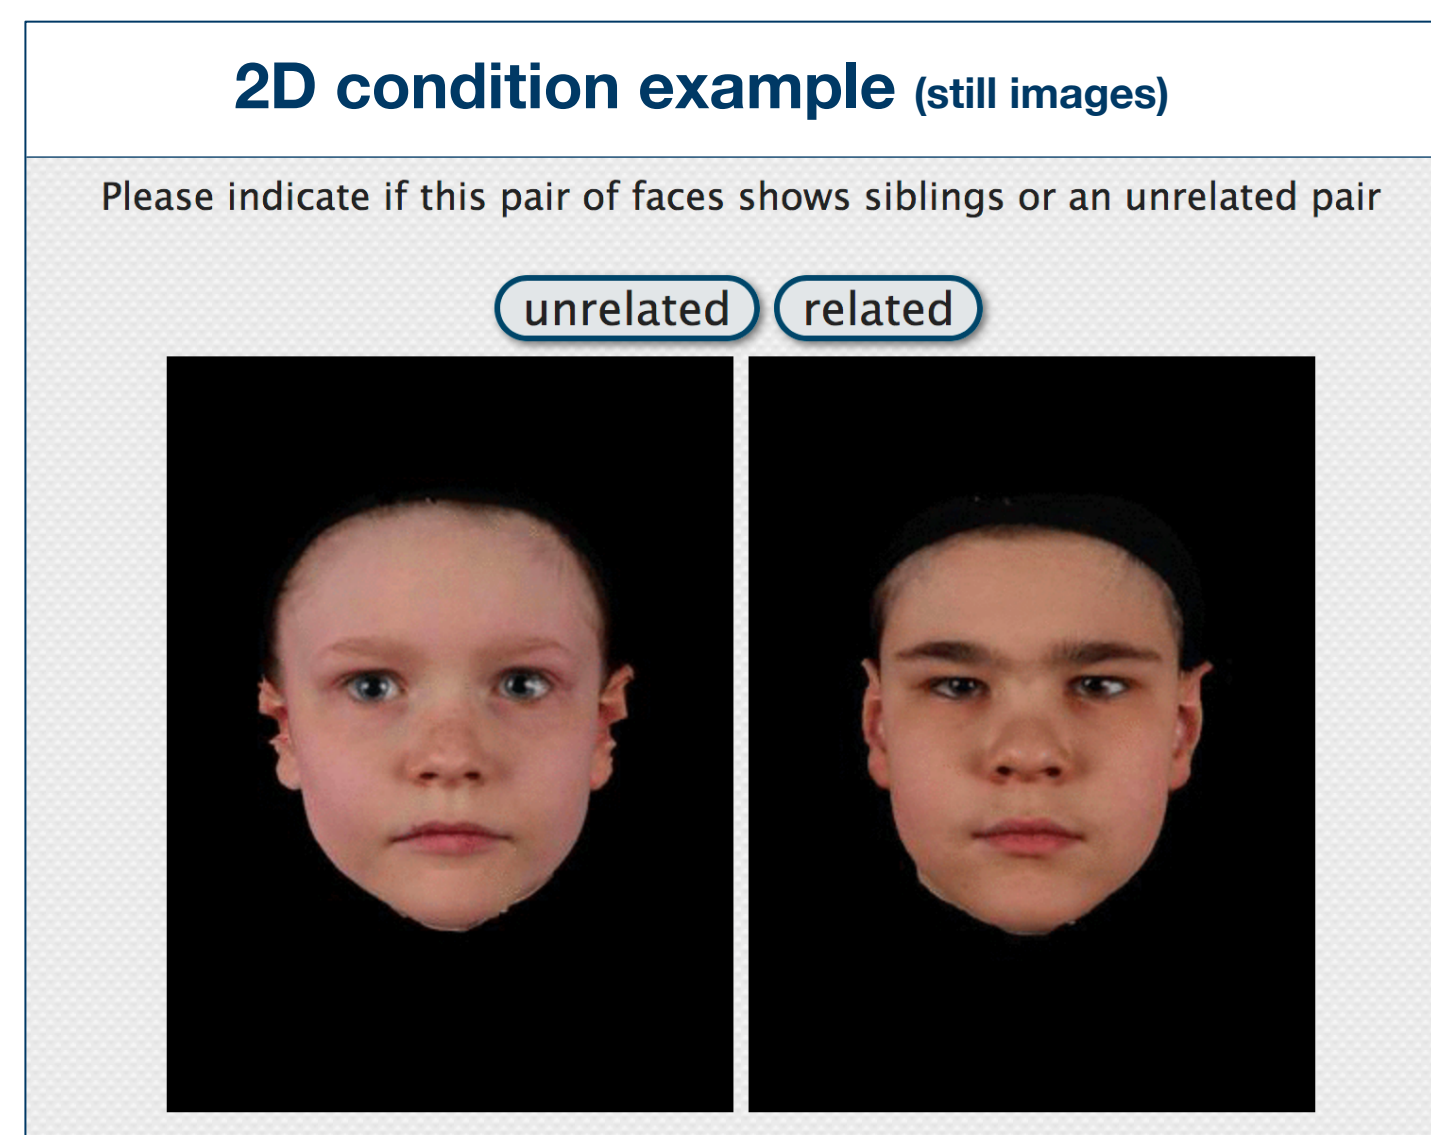 2D condition example (still images)
Please indicate if this pair of faces shows siblings or an unrelated pair
unrelated related